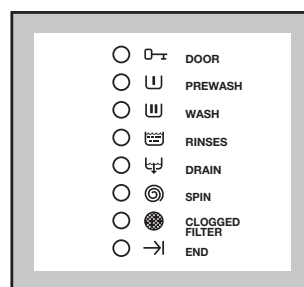 DOOR
PREWASH
WASH
RINSES
DRAIN
SPIN
CLOGGED
FILTER
END